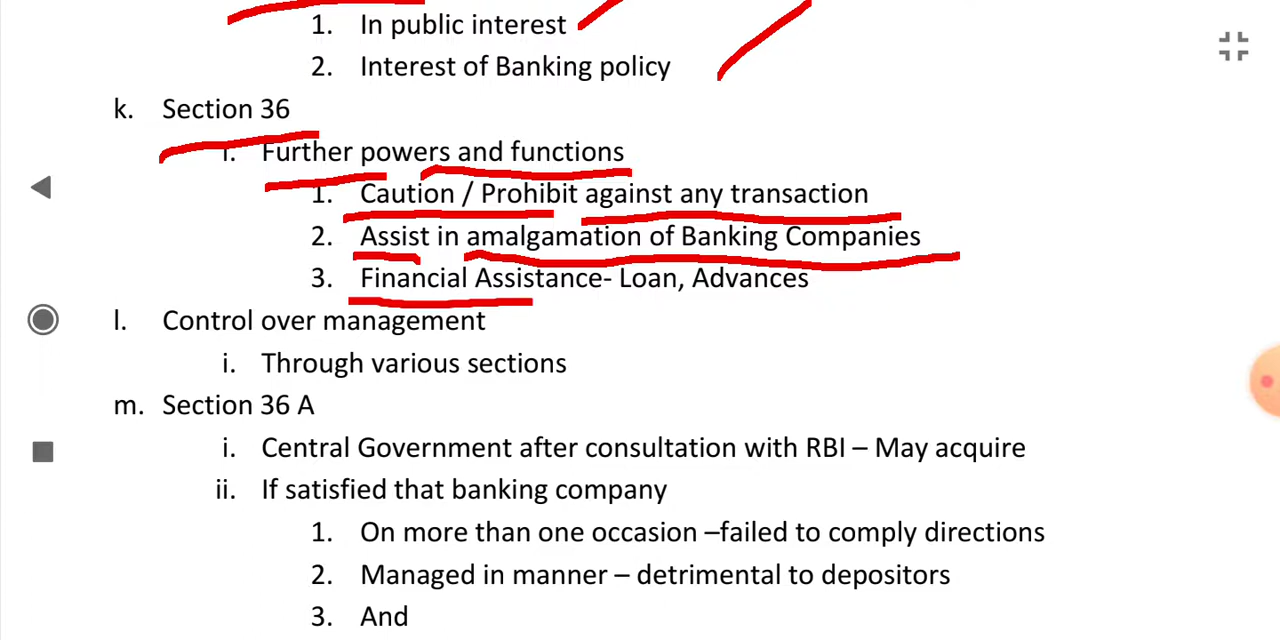 1. In public interest
2. Interest of Banking policy
k. Section 36
i. Further powers and functions
1. Caution / Prohibit against any transaction
2. Assist in amalgamation of Banking Companies
3. Financial Assistance- Loan, Advances
l. Control over management
i. Through various sections
m. Section 36 A
i. Central Government after consultation with RBI – May acquire
ii. If satisfied that banking company
1. On more than one occasion –failed to comply directions
2. Managed in manner – detrimental to depositors
3. And